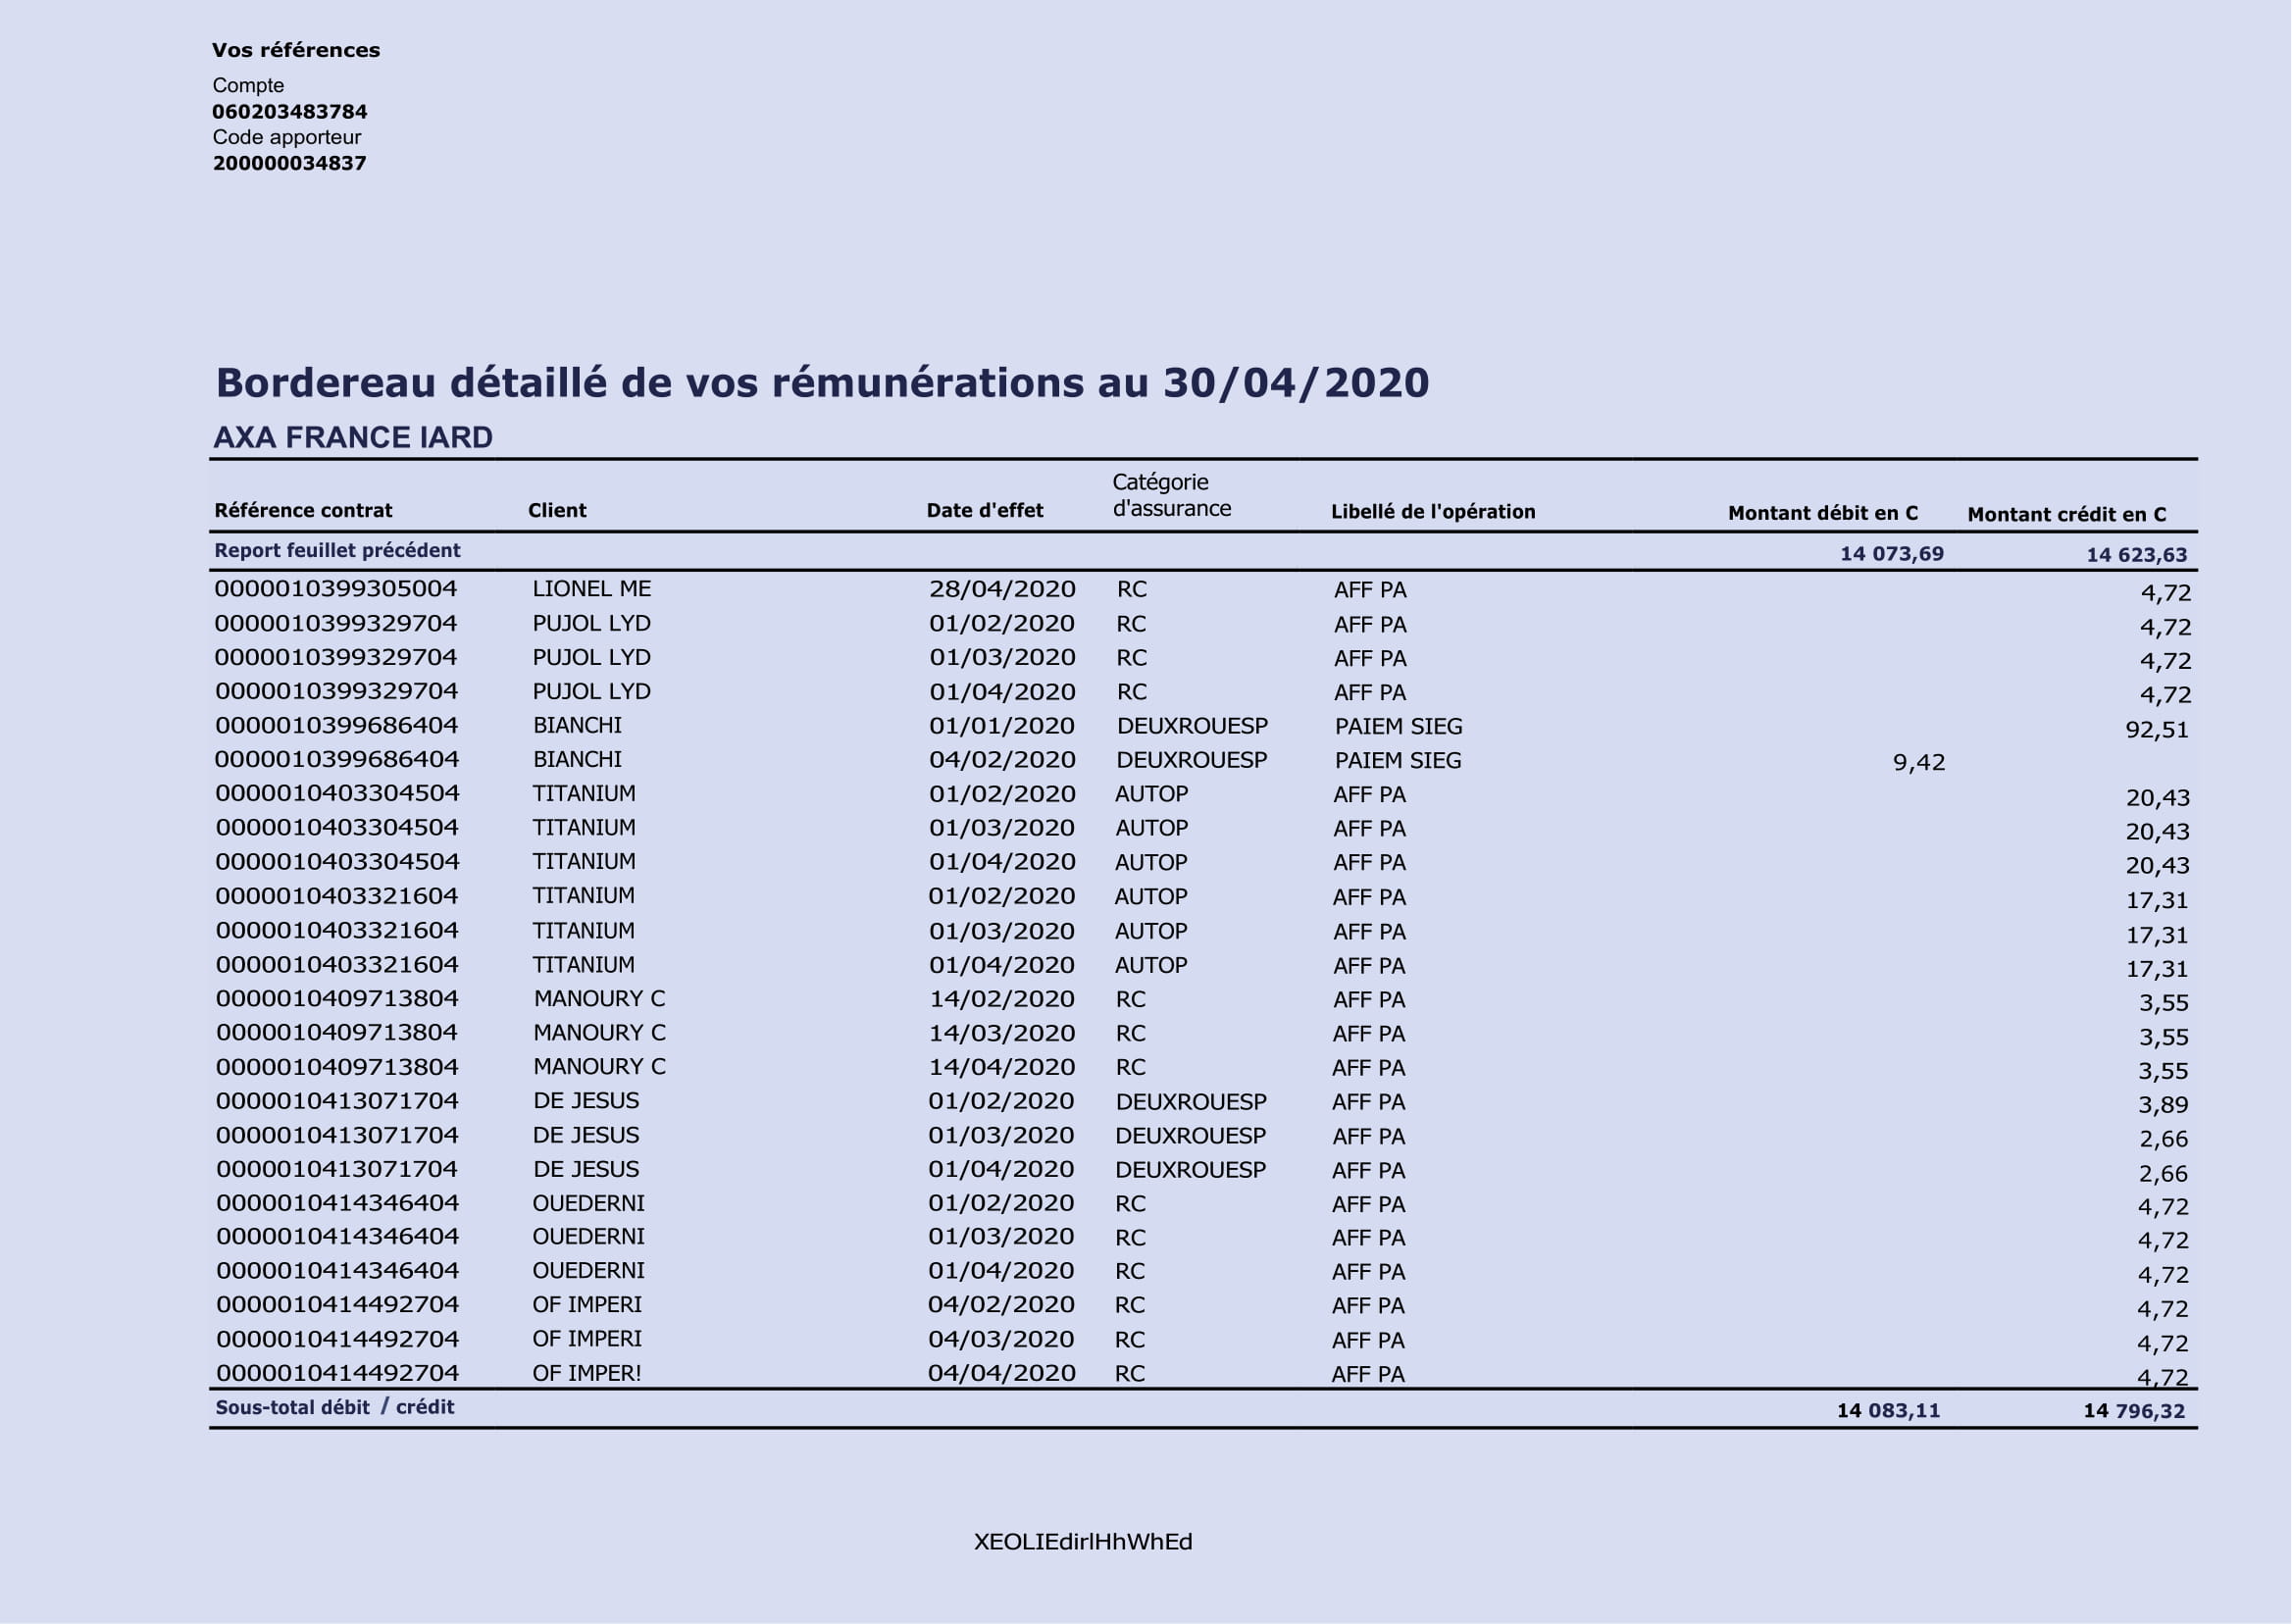 Vos références
Compte
060203483784
Code apporteur
200000034837
Bordereau détaillé de vos rémunérations au 30/04/2020
AXA FRANCE IARD
Référence contrat Client Date d'effet Catégorie d'assurance Libellé de l'opération Montant débit en C Montant crédit en C
Report feuillet précédent 14 073,69 14 623,63
0000010399305004 LIONEL ME 28/04/2020 RC AFF PA 4,72
0000010399329704 PUJOL LYD 01/02/2020 RC AFF PA 4,72
0000010399329704 PUJOL LYD 01/03/2020 RC AFF PA 4,72
0000010399329704 PUJOL LYD 01/04/2020 RC AFF PA 4,72
0000010399686404 BIANCHI 01/01/2020 DEUXROUESP PAIEM SIEG 92,51
0000010399686404 BIANCHI 04/02/2020 DEUXROUESP PAIEM SIEG 9,42
0000010403304504 TITANIUM 01/02/2020 AUTOP AFF PA 20,43
0000010403304504 TITANIUM 01/03/2020 AUTOP AFF PA 20,43
0000010403304504 TITANIUM 01/04/2020 AUTOP AFF PA 20,43
0000010403321604 TITANIUM 01/02/2020 AUTOP AFF PA 17,31
0000010403321604 TITANIUM 01/03/2020 AUTOP AFF PA 17,31
0000010403321604 TITANIUM 01/04/2020 AUTOP AFF PA 17,31
0000010409713804 MANOURY C 14/02/2020 RC AFF PA 3,55
0000010409713804 MANOURY C 14/03/2020 RC AFF PA 3,55
0000010409713804 MANOURY C 14/04/2020 RC AFF PA 3,55
0000010413071704 DE JESUS 01/02/2020 DEUXROUESP AFF PA 3,89
0000010413071704 DE JESUS 01/03/2020 DEUXROUESP AFF PA 2,66
0000010413071704 DE JESUS 01/04/2020 DEUXROUESP AFF PA 2,66
0000010414346404 OUEDERNI 01/02/2020 RC AFF PA 4,72
0000010414346404 OUEDERNI 01/03/2020 RC AFF PA 4,72
0000010414346404 OUEDERNI 01/04/2020 RC AFF PA 4,72
0000010414492704 OF IMPERI 04/02/2020 RC AFF PA 4,72
0000010414492704 OF IMPERI 04/03/2020 RC AFF PA 4,72
0000010414492704 OF IMPER! 04/04/2020 RC AFF PA 4,72
Sous-total débit / crédit 14 083,11 14 796,32
XEOLIEdirlHhWhEd